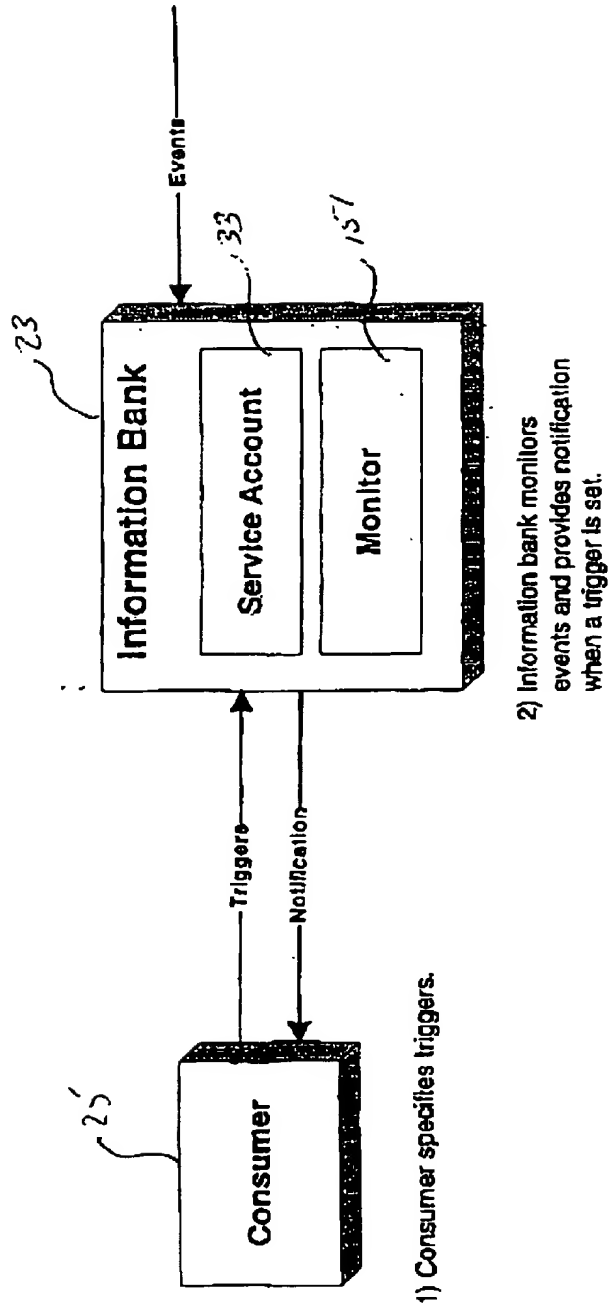 23
Information Bank
Events
Service Account
33
Monitor
151
25
Consumer
Triggers
Notification
1) Consumer specifies triggers.
2) Information bank monitors
events and provides notification
when a trigger is set.